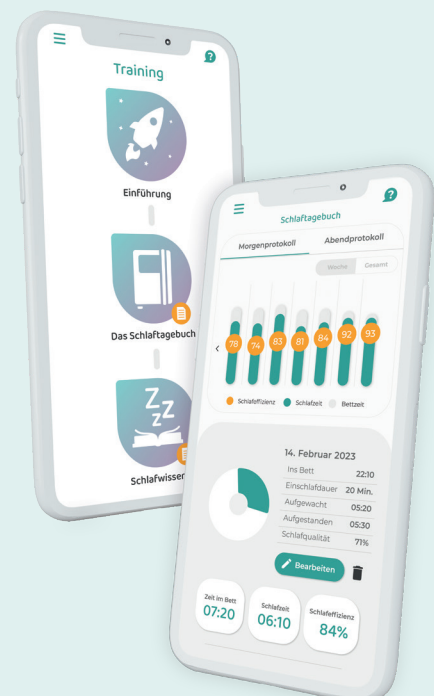 Training
Einführung
Das Schlaftagebuch
ZZZ
Schlafwissen
Schlaftagebuch
Morgenprotokoll Abendprotokoll
Woche Gesamt
78 74 83 81 84 92 93
Schlafeffizienz Schlafzeit Bettzeit
14. Februar 2023
Ins Bett 22:10
Einschlafdauer 20 Min.
Aufgewacht 05:20
Aufgestanden 05:30
Schlafqualität 71%
Bearbeiten
Zeit im Bett Schlafzeit Schlafeffizienz
07:20 06:10 84%